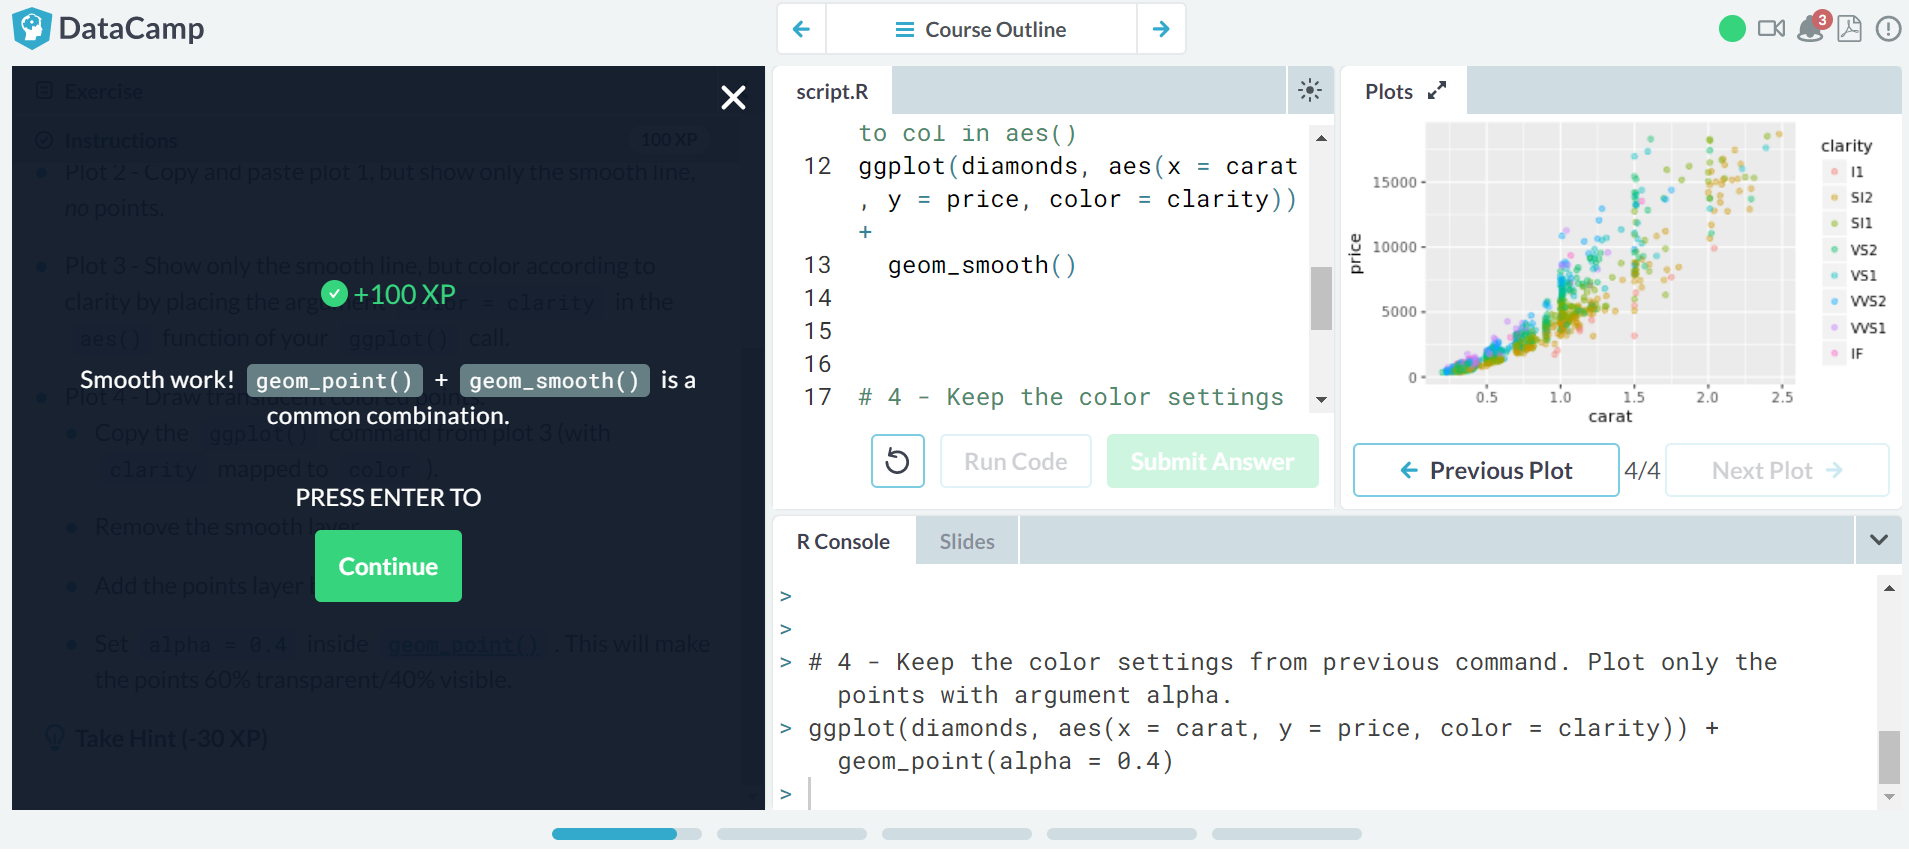 DataCamp
Course Outline
3
Exercise
Instructions
100 XP
Plot 2 - Copy and paste plot 1, but show only the smooth line,
no points.
Plot 3 - Show only the smooth line, but color according to
clarity by placing the argument color = clarity in the
aes() function of your ggplot() call.
Plot 4 - Draw translucent colored points.
Copy the ggplot() command from plot 3 (with
clarity mapped to color ).
Remove the smooth layer.
Add the points layer
Set alpha = 0.4 inside geom_point() . This will make
the points 60% transparent/40% visible.
Take Hint (-30 XP)
+100 XP
Smooth work! geom_point() + geom_smooth() is a
common combination.
PRESS ENTER TO
Continue
script.R
to col in aes()
12 ggplot(diamonds, aes(x = carat
, y = price, color = clarity))
+
13 geom_smooth()
14
15
16
17 # 4 - Keep the color settings
Run Code
Submit Answer
Plots
price
15000
10000
5000
0
0.5 1.0 1.5 2.0 2.5
carat
clarity
I1
SI2
SI1
VS2
VS1
VVS2
VVS1
IF
Previous Plot
4/4
Next Plot
R Console
Slides
>
>
> # 4 - Keep the color settings from previous command. Plot only the
points with argument alpha.
> ggplot(diamonds, aes(x = carat, y = price, color = clarity)) +
geom_point(alpha = 0.4)
>